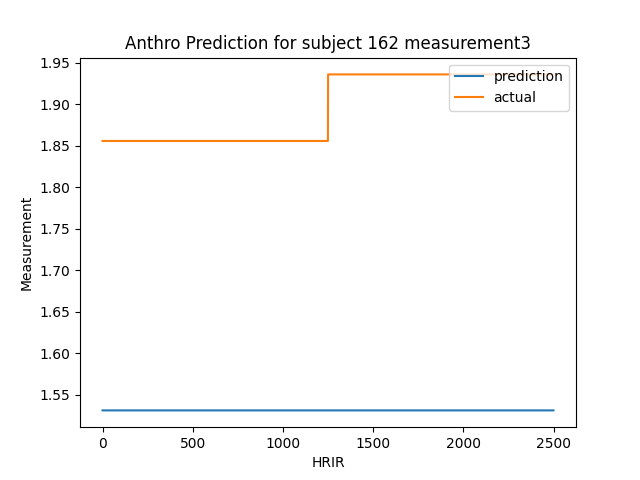 Anthro Prediction for subject 162 measurement3
1.95
1.90
1.85
1.80
1.75
1.70
1.65
1.60
1.55
Measurement
prediction
actual
0 500 1000 1500 2000 2500
HRIR